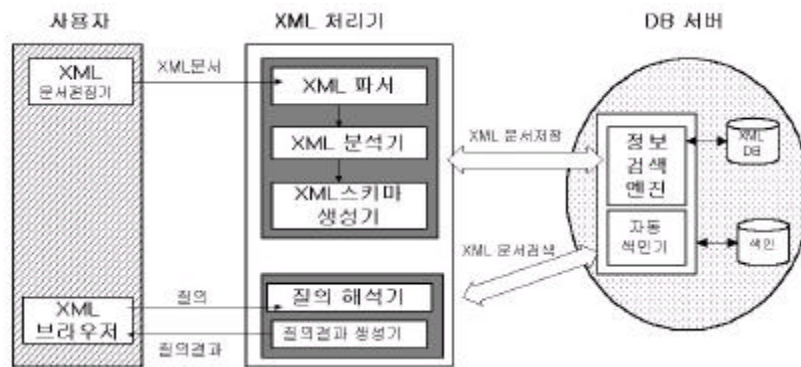 사용자
XML 처리기
DB 서버
XML
문서편집기
XML문서
XML 파서
XML 분석기
XML스키마
생성기
XML 문서저장
정보
검색
엔진
XML
DB
자동
색인기
색인
XML 문서검색
XML
브라우저
질의
질의결과
질의 해석기
질의결과 생성기